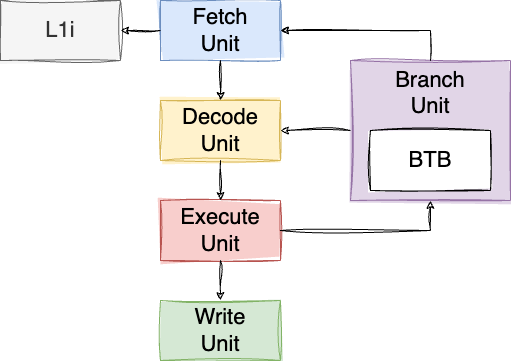 L1i
Fetch
Unit
Branch
Unit
Decode
Unit
BTB
Execute
Unit
Write
Unit